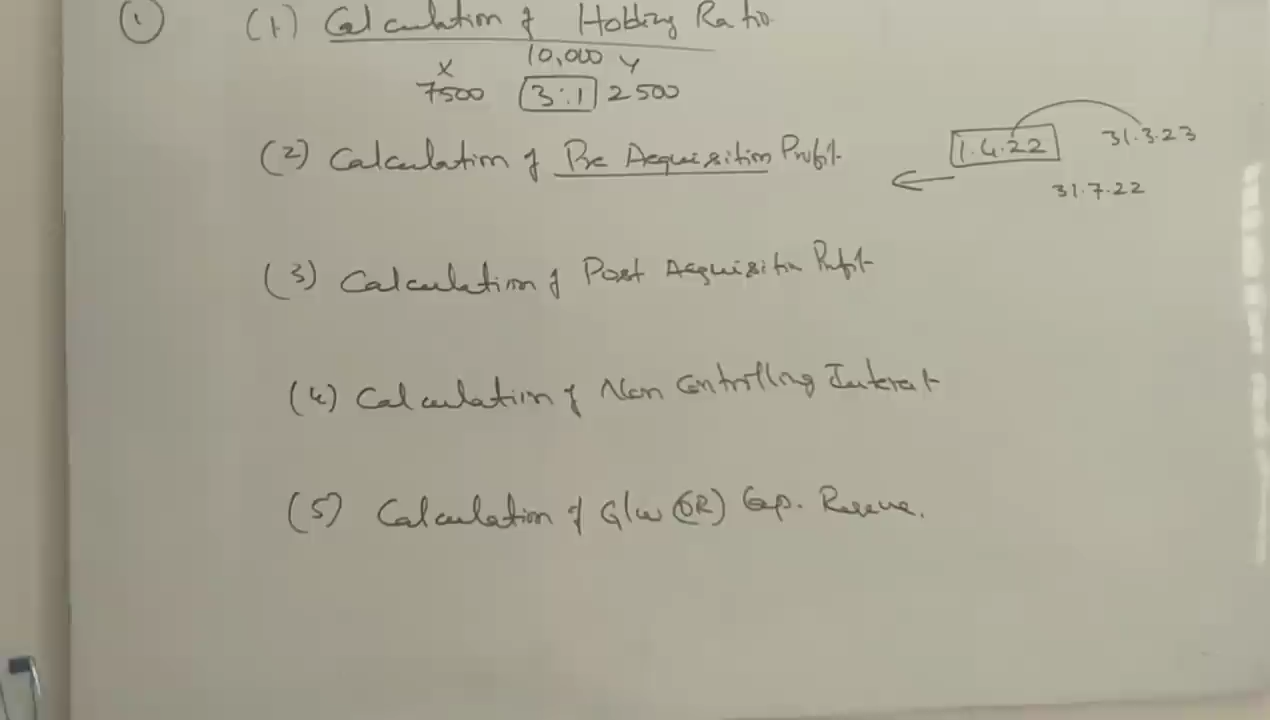 ① (1) Calculation of Holding Ratio
10,000
X Y
7500 3:1 2500
(2) Calculation of Pre Acquisition Profit
1.4.22 31.3.23
31.7.22
(3) Calculation of Post Acquisition Profit
(4) Calculation of Non Controlling Interest
(5) Calculation of G/w (OR) Cap. Reserve.